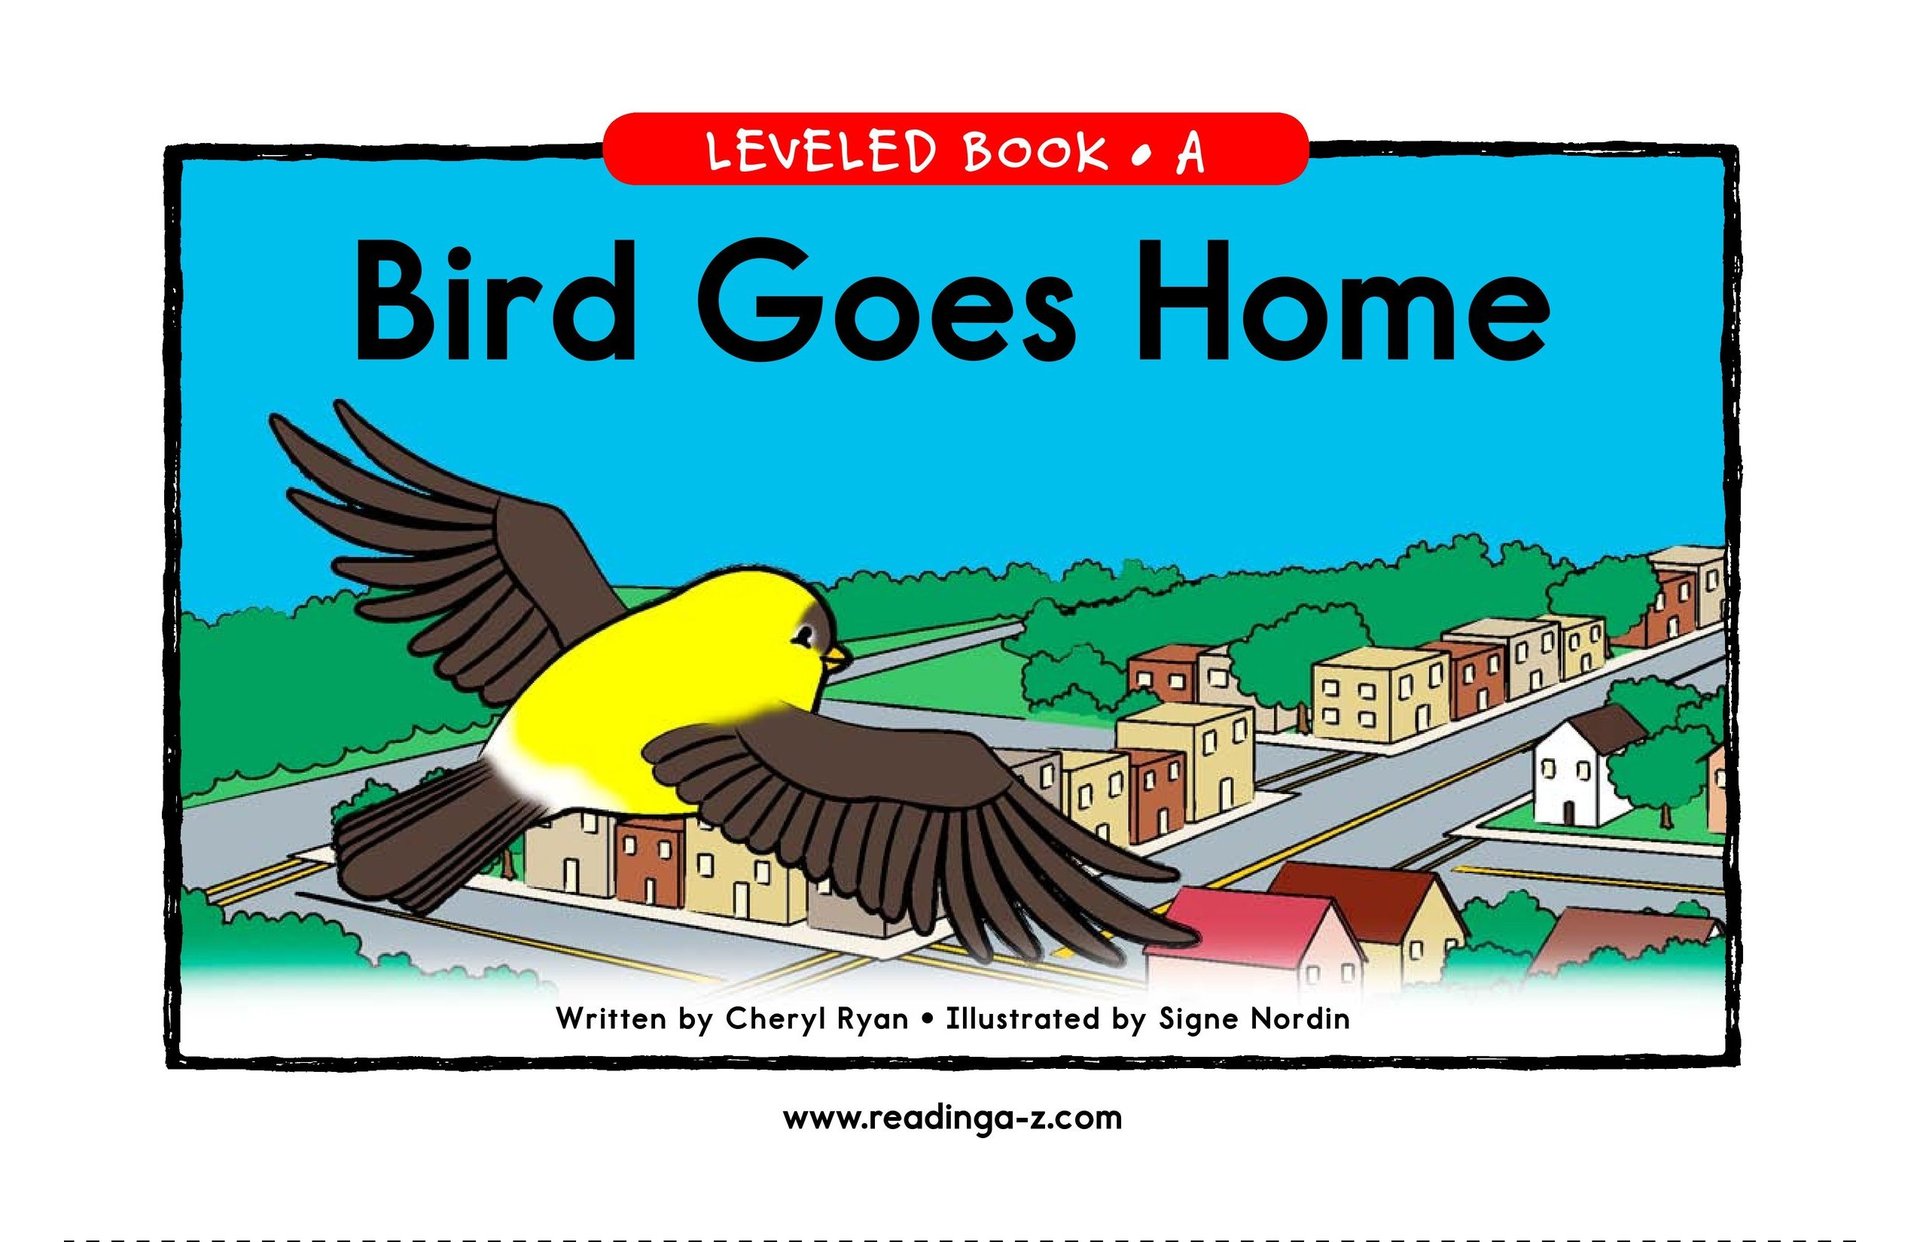 LEVELED BOOK • A
Bird Goes Home
Written by Cheryl Ryan • Illustrated by Signe Nordin
www.readinga-z.com